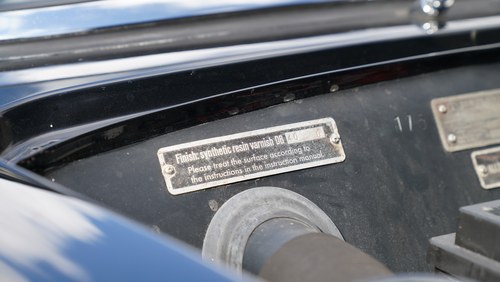 Finish: synthetic resin varnish DB
Please treat the surface according to
the instructions in the instruction manual.